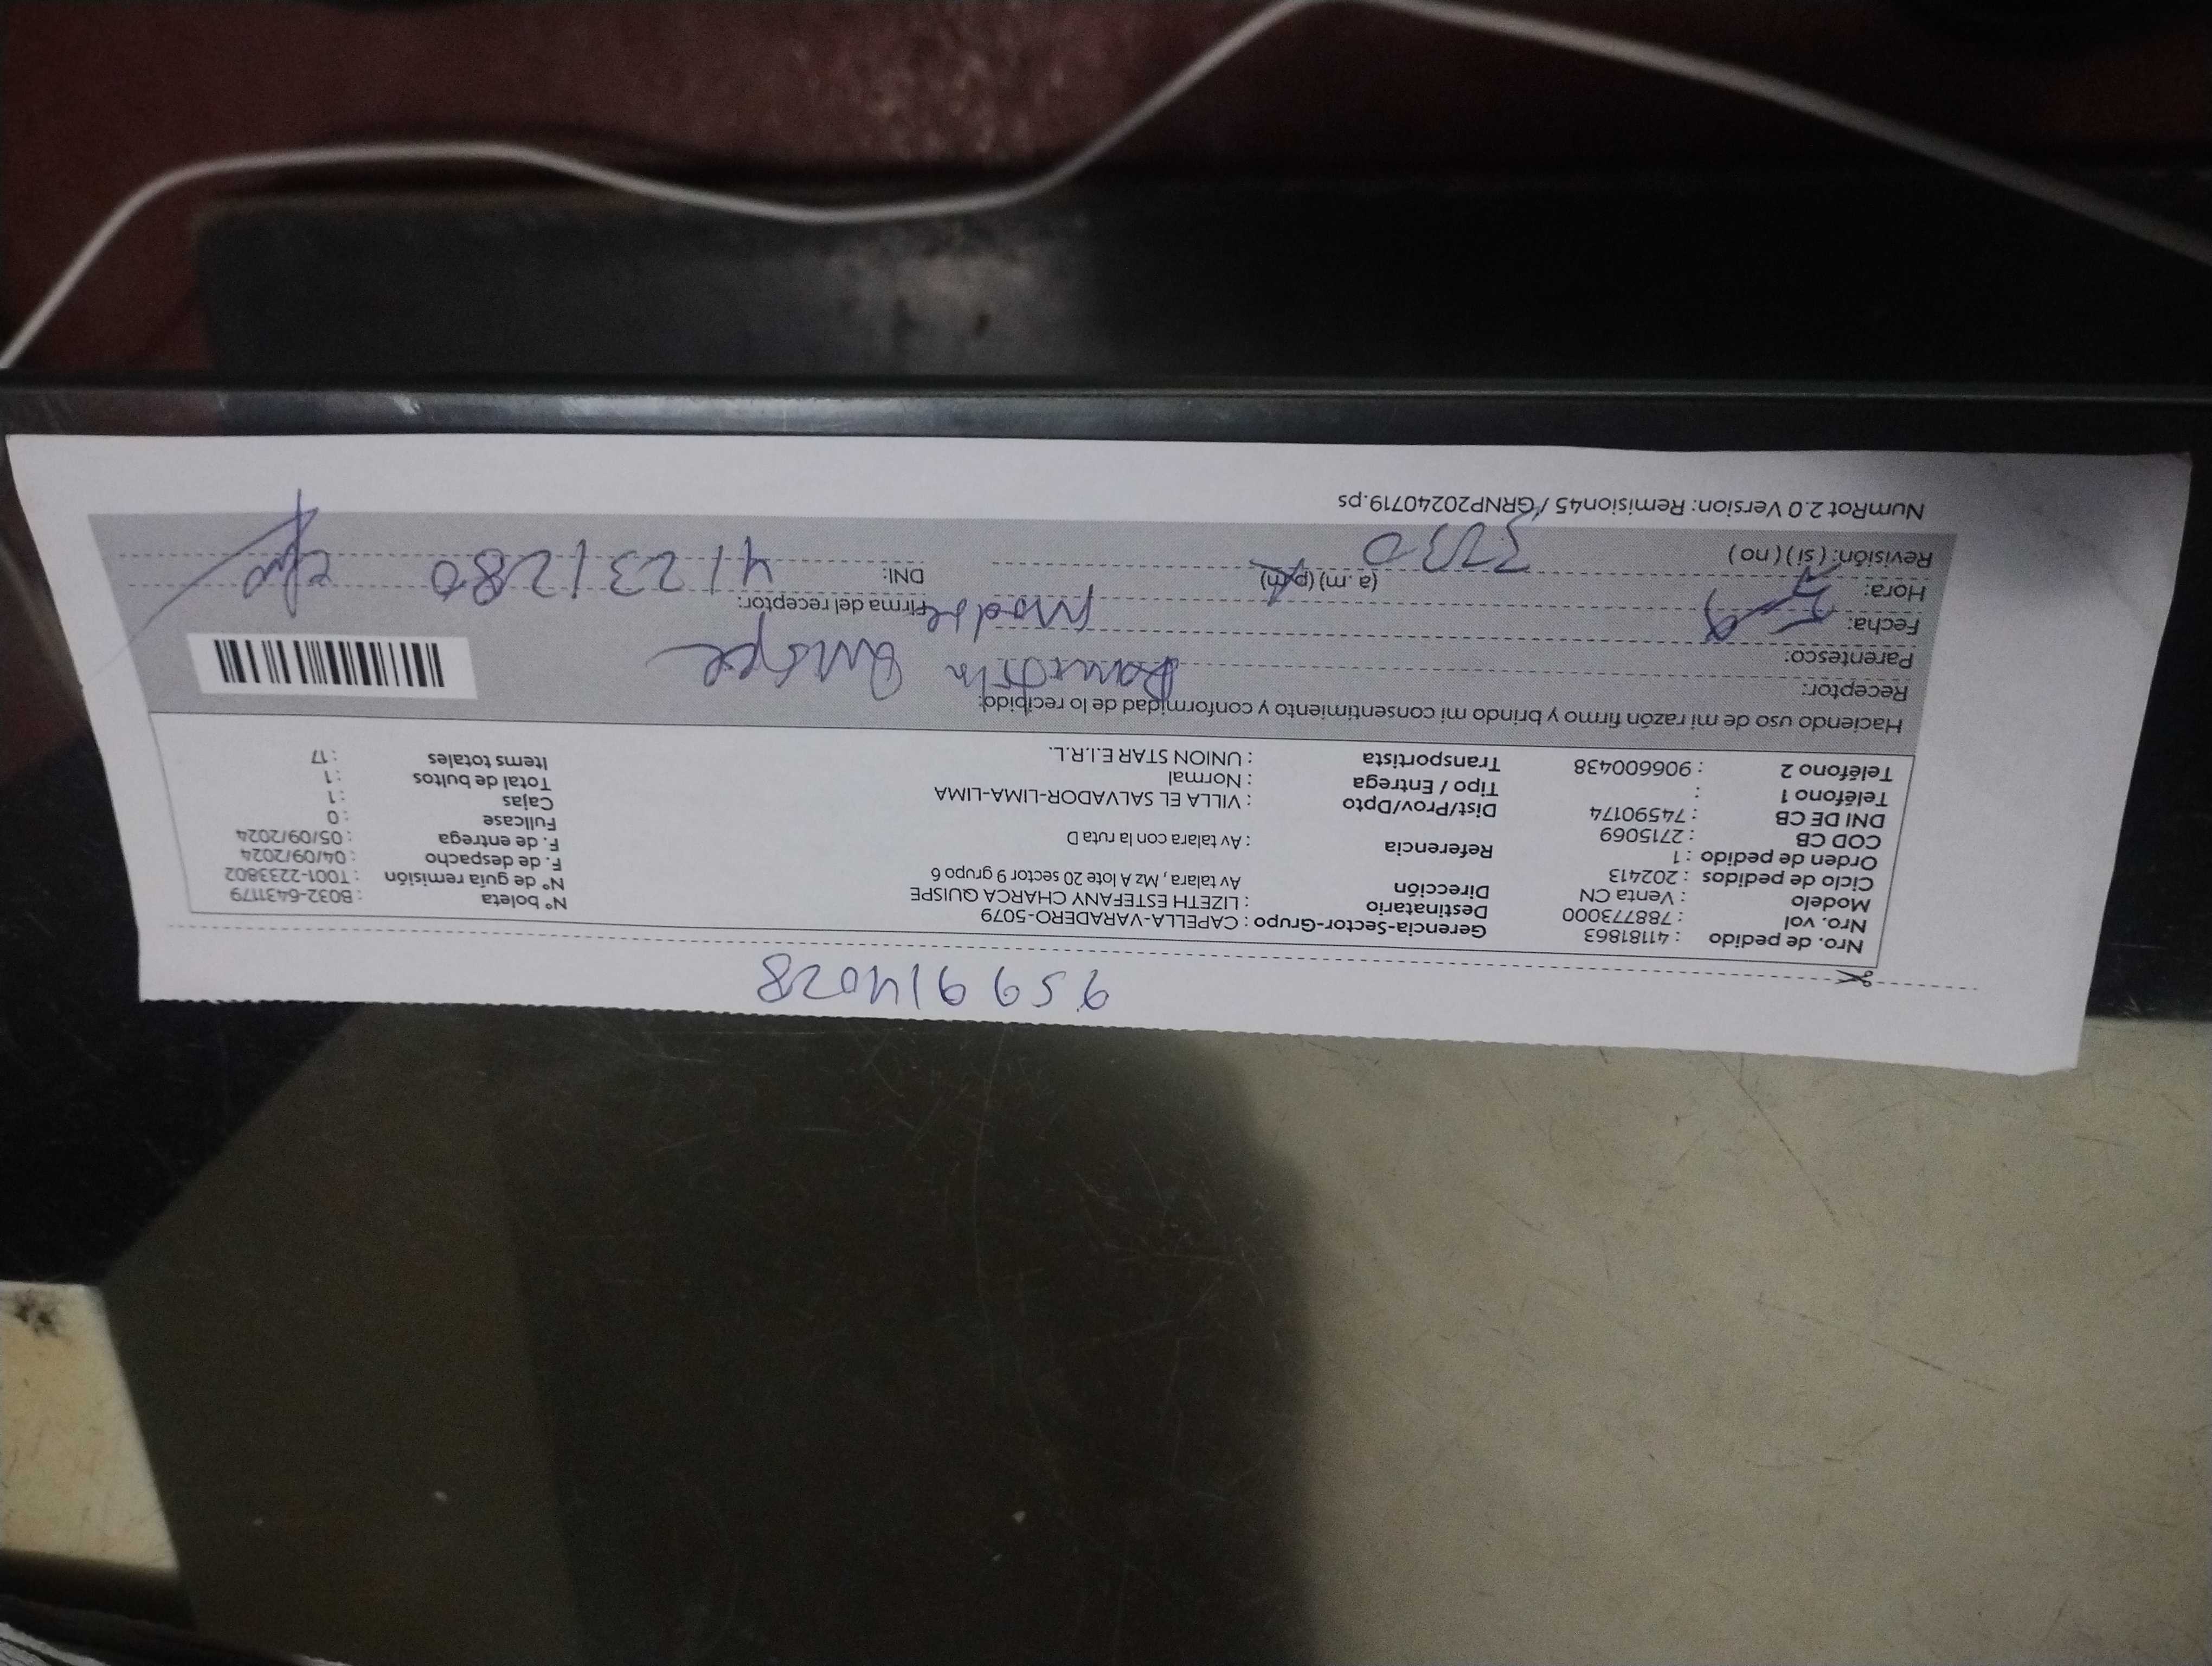 959914028
Nro. de pedido : 41181863 Gerencia-Sector-Grupo : CAPELLA-VARADERO-5079 N° boleta : B032-6431179
Nro. vol : 788773000 Destinatario : LIZETH ESTEFANY CHARCA QUISPE N° de guía remisión : T001-2233802
Modelo : Venta CN Dirección Av talara , Mz A lote 20 sector 9 grupo 6 F. de despacho : 04/09/2024
Ciclo de pedidos : 202413 Referencia : Av talara con la ruta D F. de entrega : 05/09/2024
Orden de pedido : 1 Fullcase : 0
COD CB : 2715069 Dist/Prov/Dpto : VILLA EL SALVADOR-LIMA-LIMA Cajas : 1
DNI DE CB : 74590174 Tipo / Entrega : Normal Total de bultos : 1
Teléfono 1 : Transportista : UNION STAR E.I.R.L. Items totales : 17
Teléfono 2 : 906600438
Haciendo uso de mi razón firmo y brindo mi consentimiento y conformidad de lo recibido:
Receptor: Quispe
Parentesco: Madre
Fecha: Firma del receptor:
Hora: (a. m) (p.m) DNI: 41231280
Revisión: ( si ) ( no )
NumRot 2.0 Version: Remision45 / GRNP20240719.ps